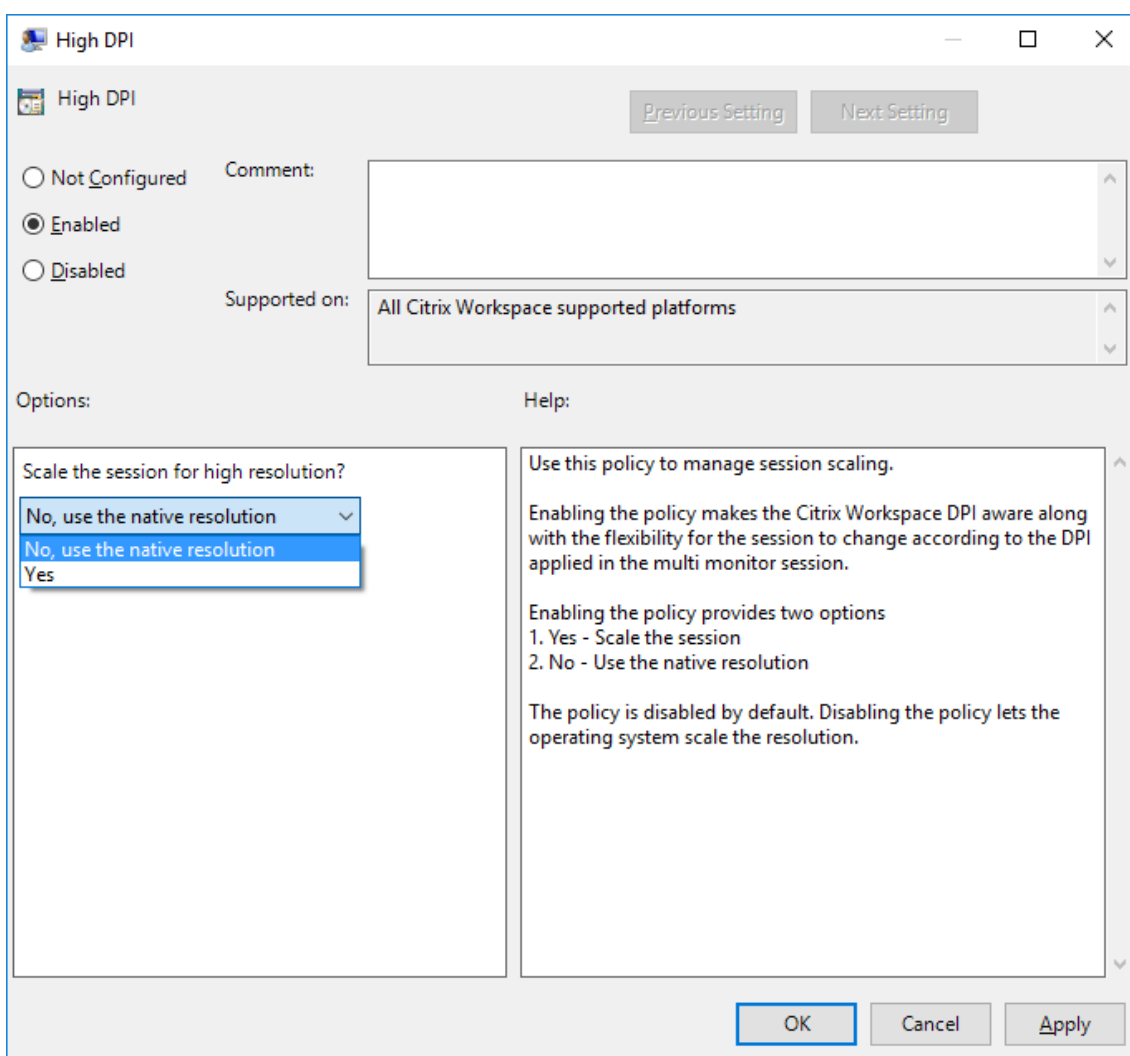 High DPI
High DPI
Previous Setting
Next Setting
Not Configured
Enabled
Disabled
Comment:
Supported on:
All Citrix Workspace supported platforms
Options:
Help:
Scale the session for high resolution?
No, use the native resolution
No, use the native resolution
Yes
Use this policy to manage session scaling.
Enabling the policy makes the Citrix Workspace DPI aware along
with the flexibility for the session to change according to the DPI
applied in the multi monitor session.
Enabling the policy provides two options
1. Yes - Scale the session
2. No - Use the native resolution
The policy is disabled by default. Disabling the policy lets the
operating system scale the resolution.
OK
Cancel
Apply